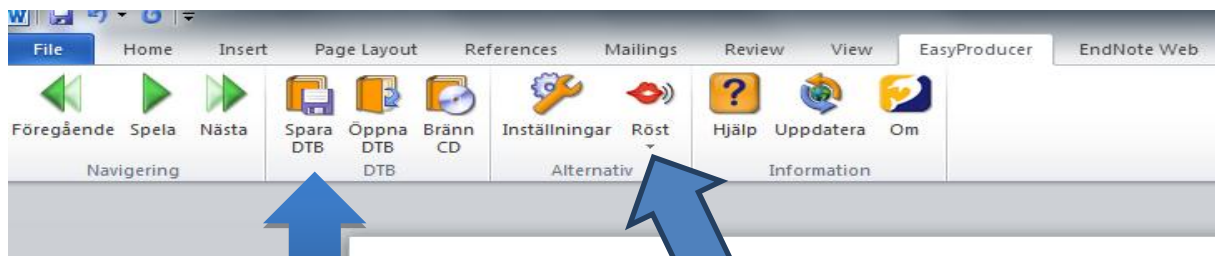 File Home Insert Page Layout References Mailings Review View EasyProducer EndNote Web
Föregående Spela Nästa Spara DTB Öppna DTB Bränn CD Inställningar Röst Hjälp Uppdatera Om
Navigering DTB Alternativ Information